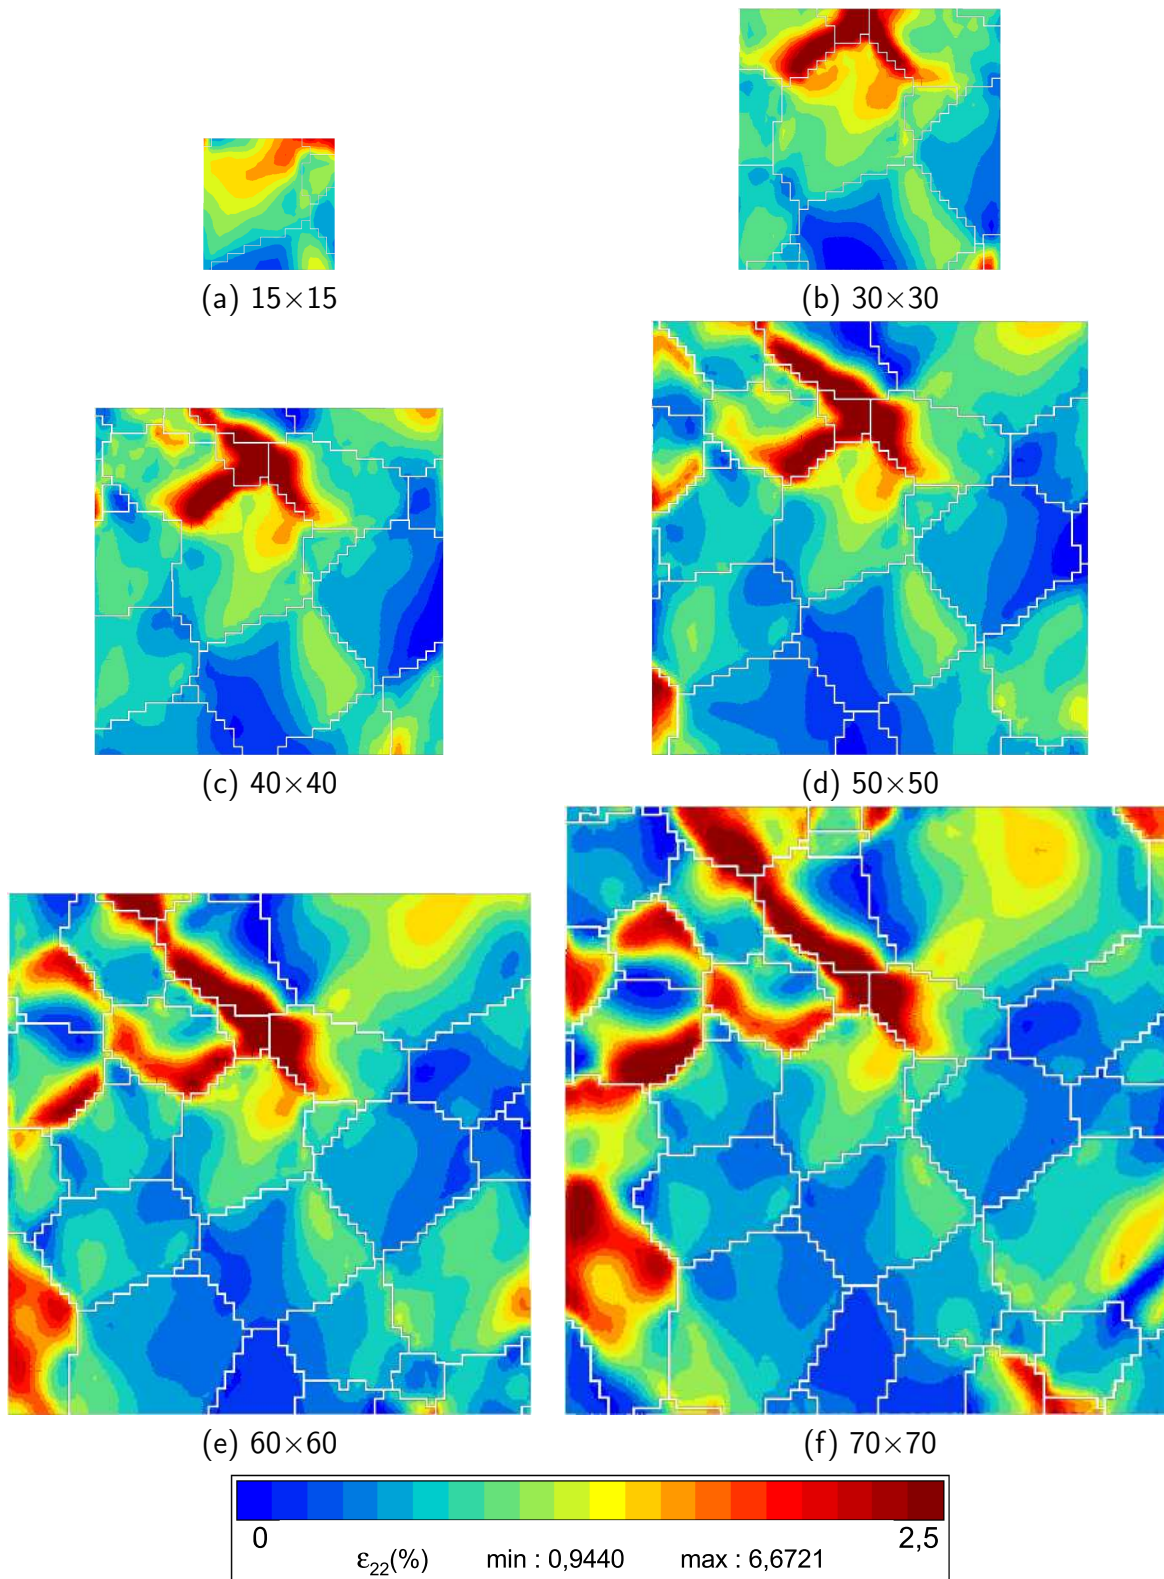 (a) 15×15
(b) 30×30
(c) 40×40
(d) 50×50
(e) 60×60
(f) 70×70
0 2,5
ε22(%) min : 0,9440 max : 6,6721